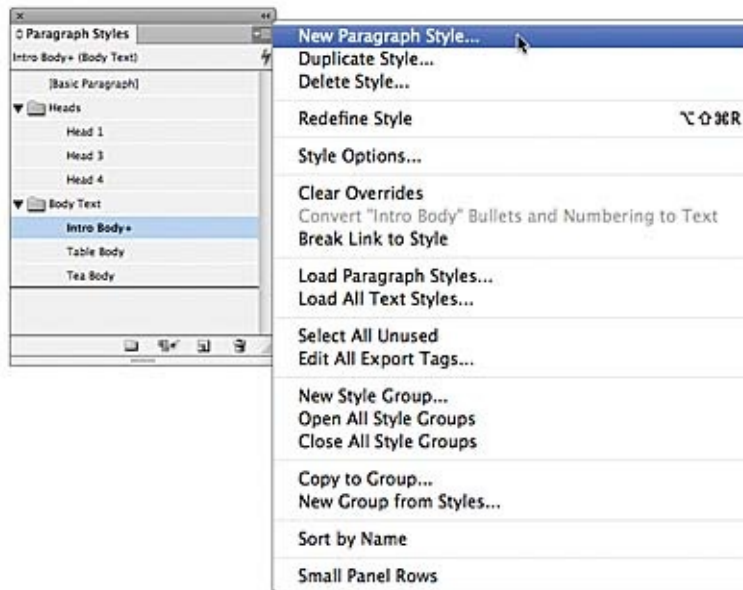 Paragraph Styles
Intro Body+ (Body Text)
[Basic Paragraph]
Heads
Head 1
Head 3
Head 4
Body Text
Intro Body+
Table Body
Tea Body
New Paragraph Style...
Duplicate Style...
Delete Style...
Redefine Style ⌥⇧⌘R
Style Options...
Clear Overrides
Convert "Intro Body" Bullets and Numbering to Text
Break Link to Style
Load Paragraph Styles...
Load All Text Styles...
Select All Unused
Edit All Export Tags...
New Style Group...
Open All Style Groups
Close All Style Groups
Copy to Group...
New Group from Styles...
Sort by Name
Small Panel Rows